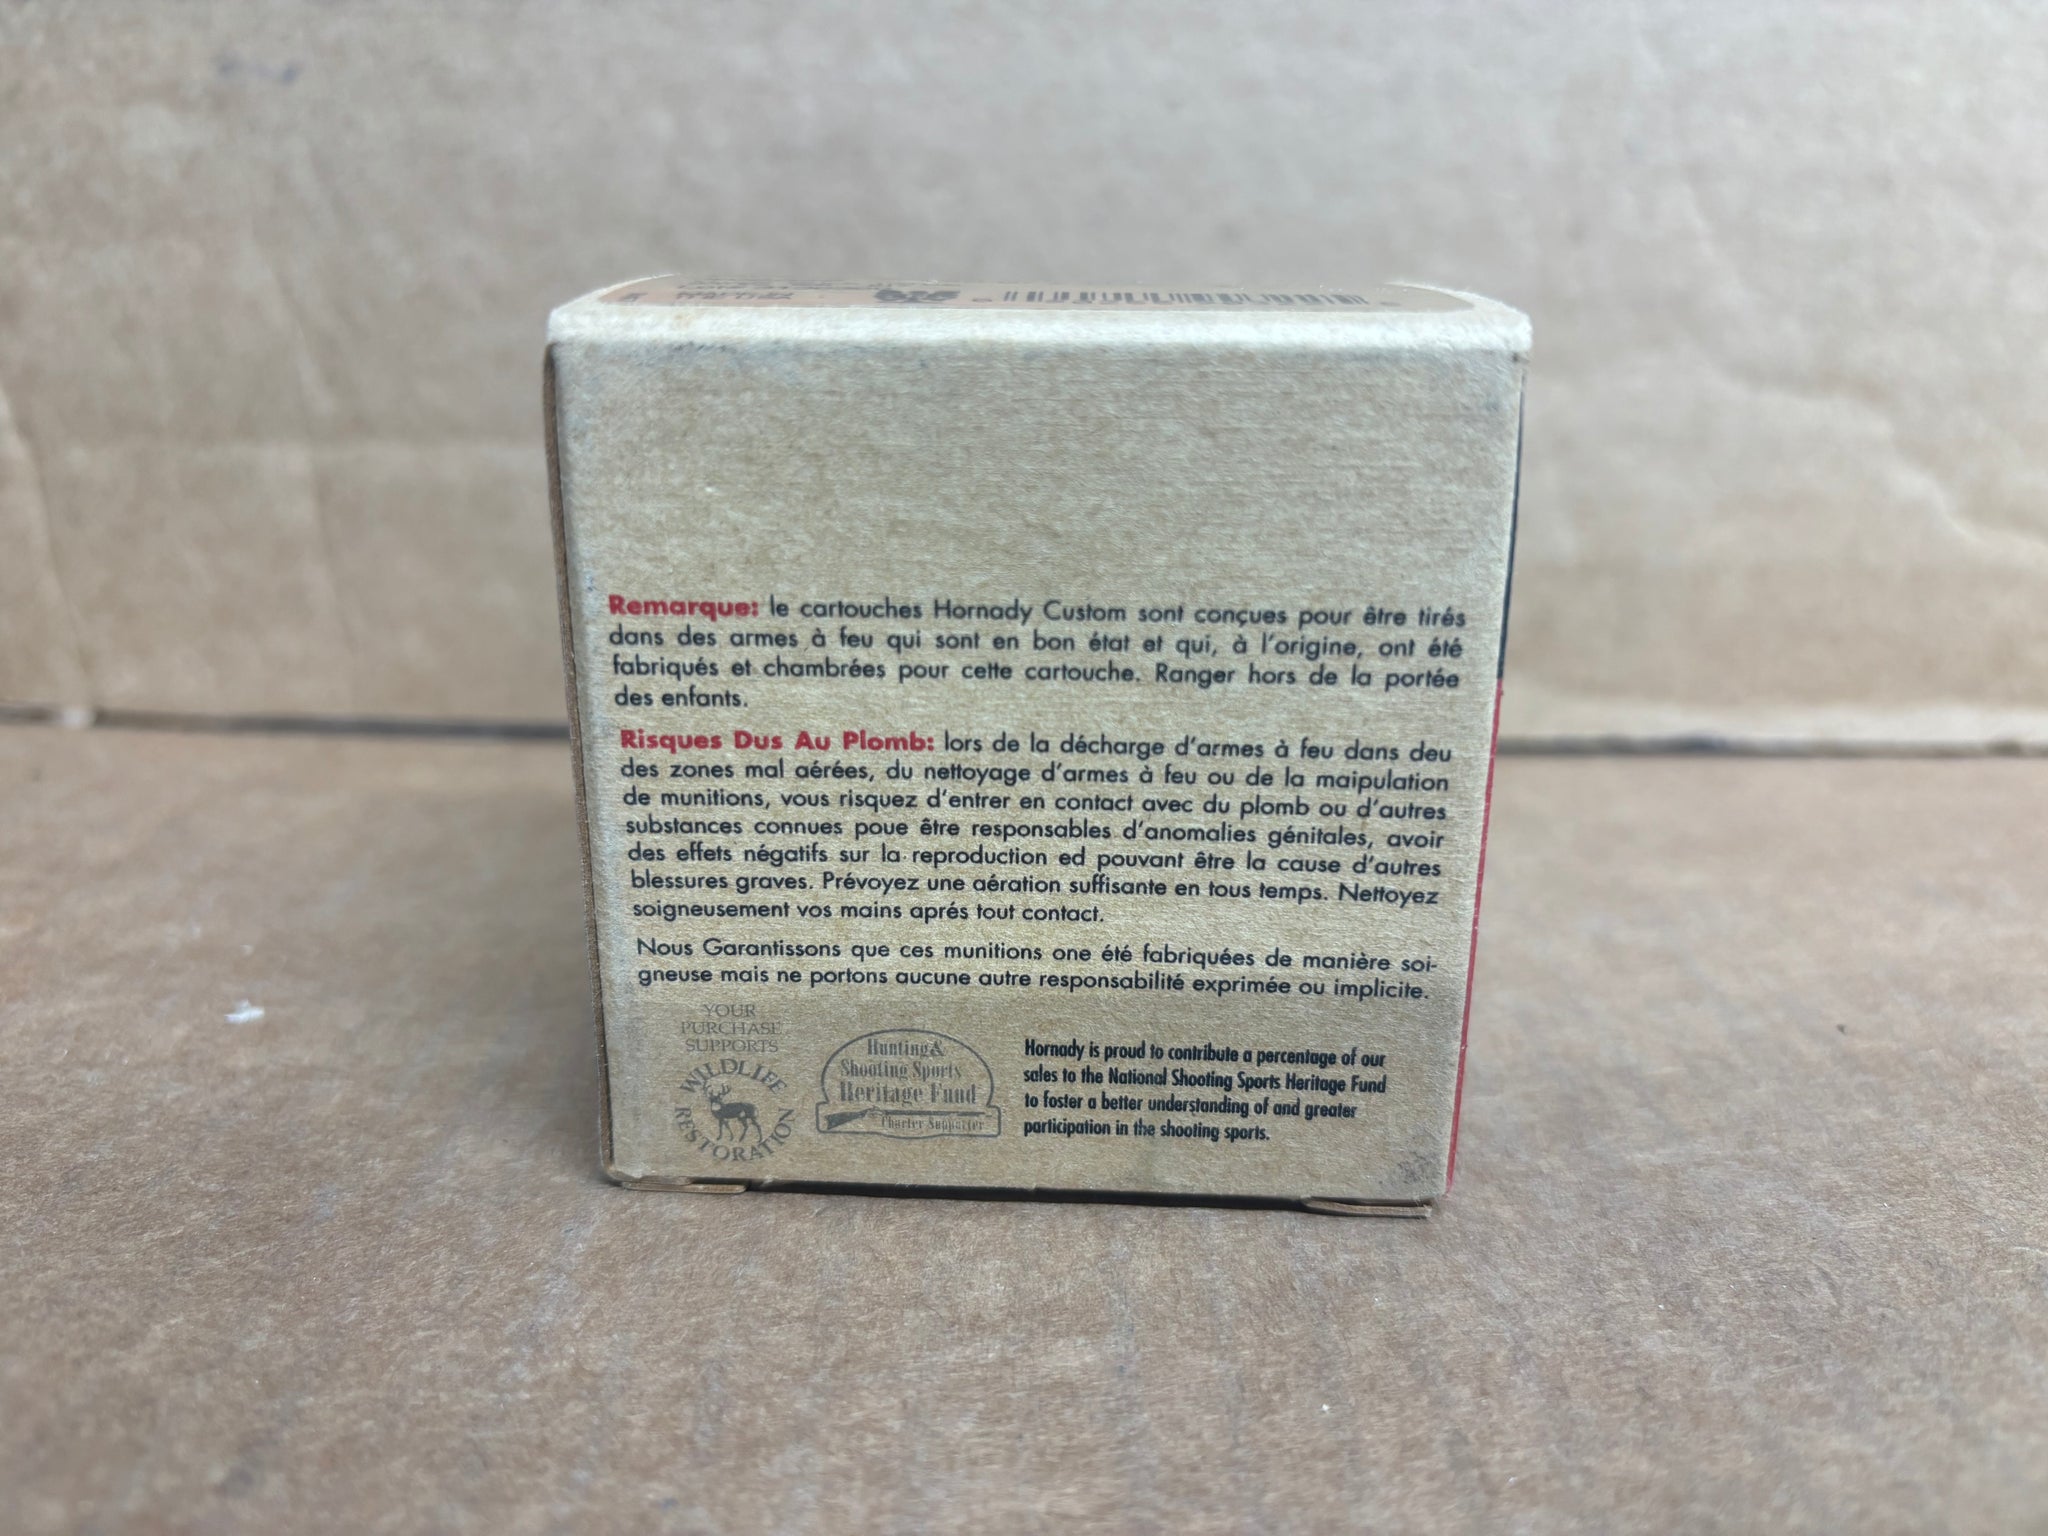 Remarque: le cartouches Hornady Custom sont conçues pour être tirés
dans des armes à feu qui sont en bon état et qui, à l'origine, ont été
fabriqués et chambrées pour cette cartouche. Ranger hors de la portée
des enfants.
Risques Dus Au Plomb: lors de la décharge d'armes à feu dans deu
des zones mal aérées, du nettoyage d'armes à feu ou de la maipulation
de munitions, vous risquez d'entrer en contact avec du plomb ou d'autres
substances connues poue être responsables d'anomalies génitales, avoir
des effets négatifs sur la reproduction ed pouvant être la cause d'autres
blessures graves. Prévoyez une aération suffisante en tous temps. Nettoyez
soigneusement vos mains aprés tout contact.
Nous Garantissons que ces munitions one été fabriquées de manière soi-
gneuse mais ne portons aucune autre responsabilité exprimée ou implicite.
YOUR
PURCHASE
SUPPORTS
WILDLIFE
RESTORATION
Hunting &
Shooting Sports
Heritage Fund
Charter Supporter
Hornady is proud to contribute a percentage of our
sales to the National Shooting Sports Heritage Fund
to foster a better understanding of and greater
participation in the shooting sports.